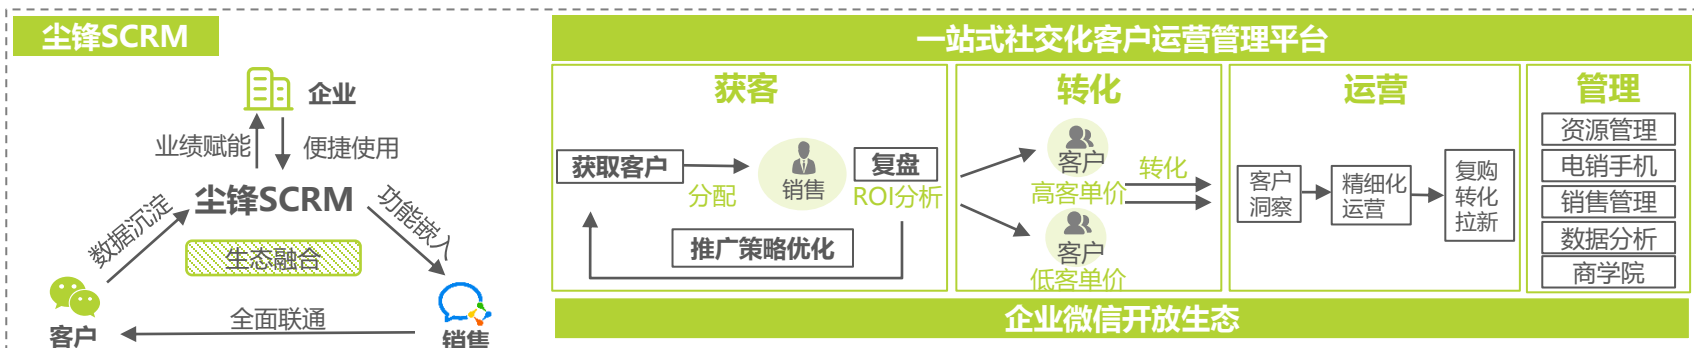 尘锋SCRM
企业
业绩赋能
便捷使用
尘锋SCRM
数据沉淀
功能嵌入
生态融合
全面联通
客户
销售
一站式社交化客户运营管理平台
获客
获取客户
分配
销售
复盘
ROI分析
推广策略优化
转化
客户
高客单价
转化
客户
低客单价
运营
客户
洞察
精细化
运营
复购
转化
拉新
管理
资源管理
电销手机
销售管理
数据分析
商学院
企业微信开放生态